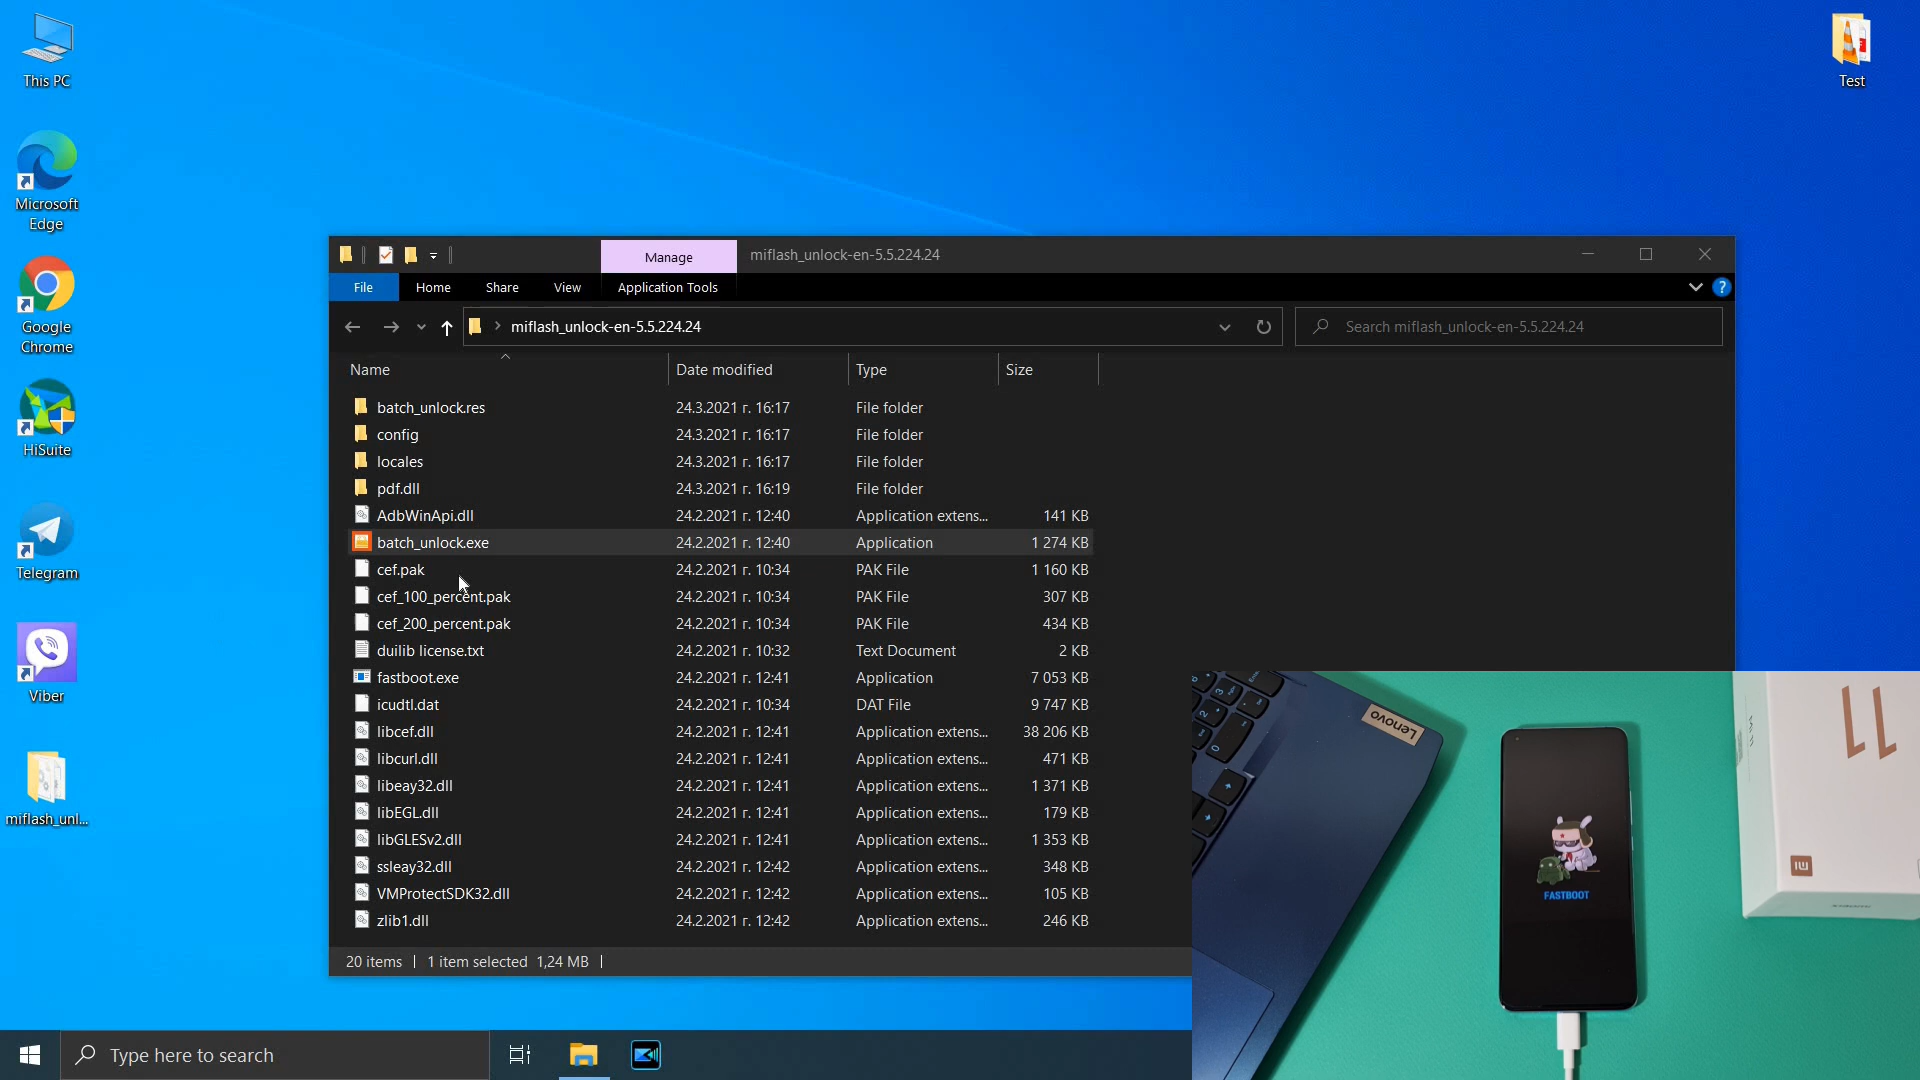 This PC
Microsoft
Edge
Google
Chrome
HiSuite
Telegram
Viber
miflash_unl...
Test
Manage
miflash_unlock-en-5.5.224.24
File
Home
Share
View
Application Tools
?
miflash_unlock-en-5.5.224.24
Search miflash_unlock-en-5.5.224.24
Name
Date modified
Type
Size
batch_unlock.res 24.3.2021 г. 16:17 File folder
config 24.3.2021 г. 16:17 File folder
locales 24.3.2021 г. 16:17 File folder
pdf.dll 24.3.2021 г. 16:19 File folder
AdbWinApi.dll 24.2.2021 г. 12:40 Application extens... 141 KB
batch_unlock.exe 24.2.2021 г. 12:40 Application 1 274 KB
cef.pak 24.2.2021 г. 10:34 PAK File 1 160 KB
cef_100_percent.pak 24.2.2021 г. 10:34 PAK File 307 KB
cef_200_percent.pak 24.2.2021 г. 10:34 PAK File 434 KB
duilib license.txt 24.2.2021 г. 10:32 Text Document 2 KB
fastboot.exe 24.2.2021 г. 12:41 Application 7 053 KB
icudtl.dat 24.2.2021 г. 10:34 DAT File 9 747 KB
libcef.dll 24.2.2021 г. 12:41 Application extens... 38 206 KB
libcurl.dll 24.2.2021 г. 12:41 Application extens... 471 KB
libeay32.dll 24.2.2021 г. 12:41 Application extens... 1 371 KB
libEGL.dll 24.2.2021 г. 12:41 Application extens... 179 KB
libGLESv2.dll 24.2.2021 г. 12:41 Application extens... 1 353 KB
ssleay32.dll 24.2.2021 г. 12:42 Application extens... 348 KB
VMProtectSDK32.dll 24.2.2021 г. 12:42 Application extens... 105 KB
zlib1.dll 24.2.2021 г. 12:42 Application extens... 246 KB
20 items
1 item selected 1,24 MB
Type here to search
Lenovo
FASTBOOT
11